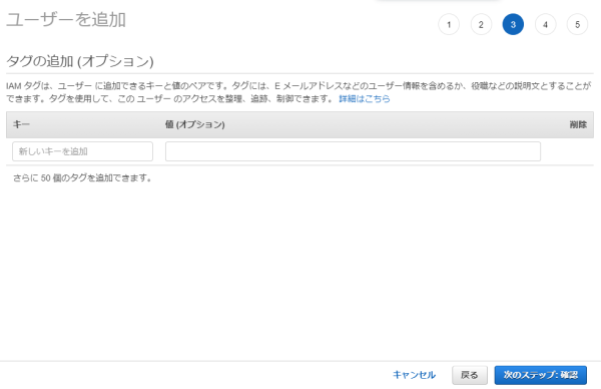 ユーザーを追加
1 2 3 4 5
タグの追加 (オプション)
IAM タグは、ユーザー に追加できるキーと値のペアです。タグには、E メールアドレスなどのユーザー情報を含めるか、役職などの説明文とすることが
できます。タグを使用して、この ユーザー のアクセスを整理、追跡、制御できます。 詳細はこちら
キー 値 (オプション) 削除
新しいキーを追加
さらに 50 個のタグを追加できます。
キャンセル 戻る 次のステップ: 確認